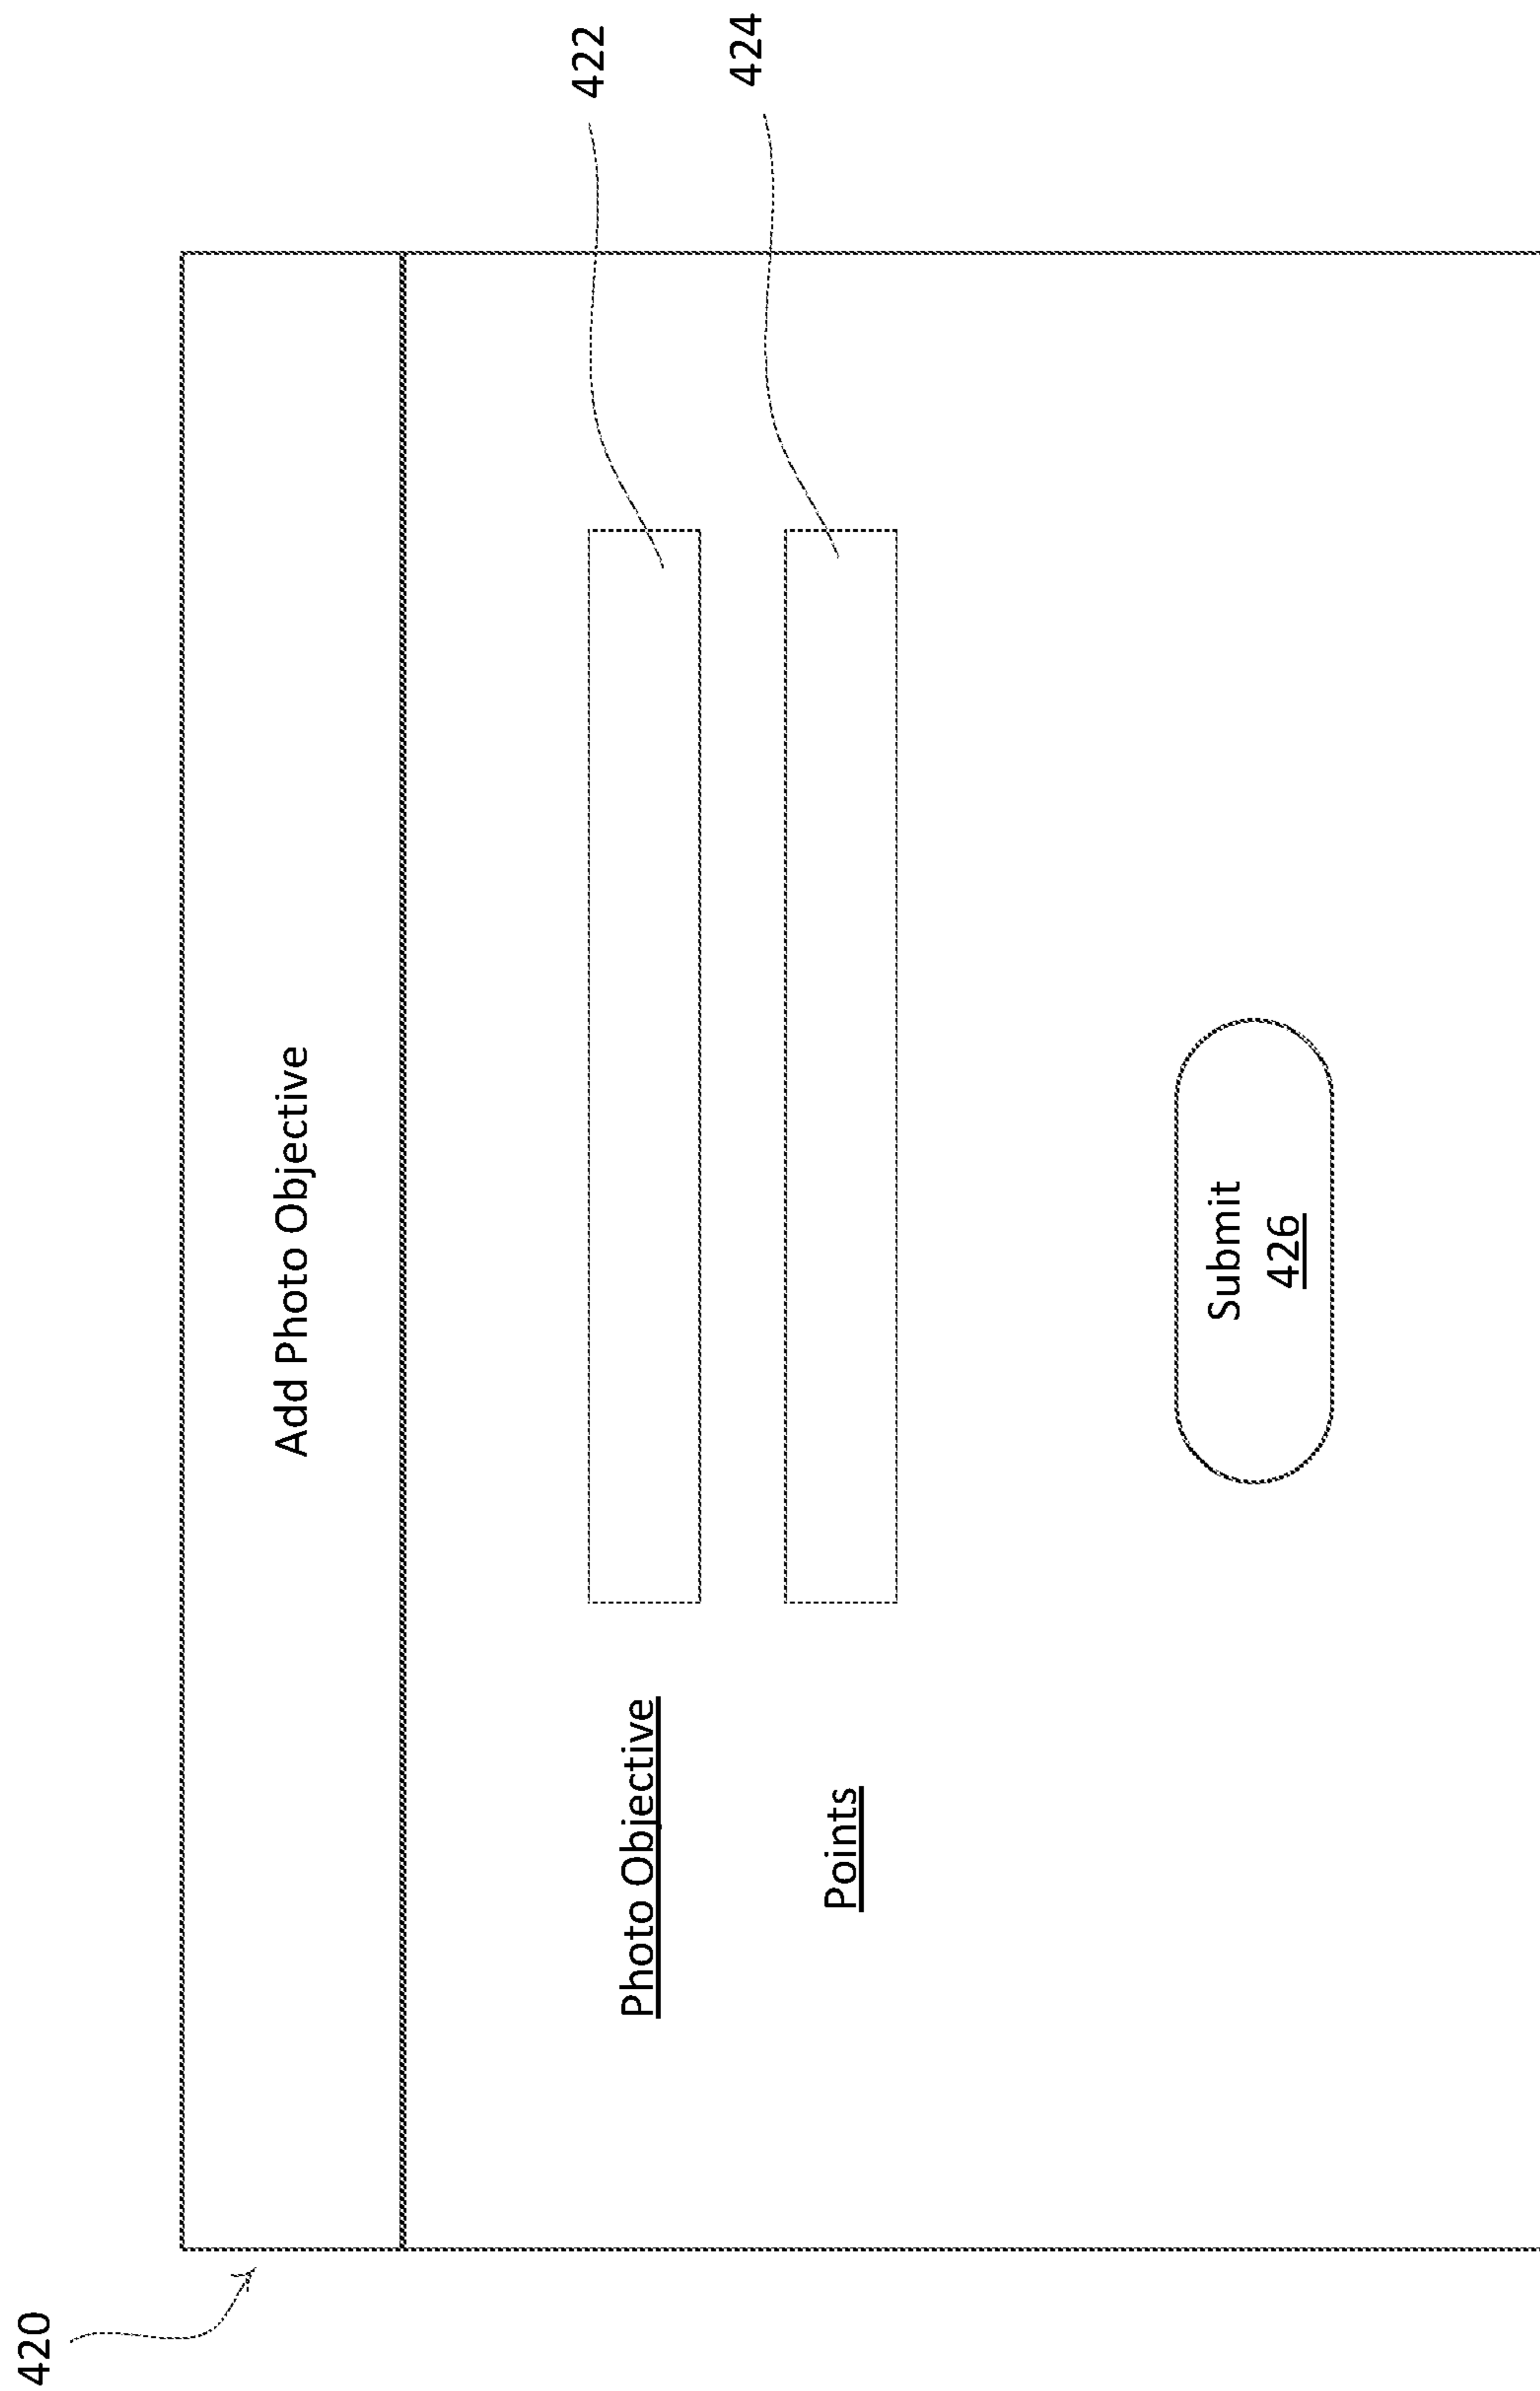 420
Add Photo Objective
Photo Objective
422
Points
424
Submit
426